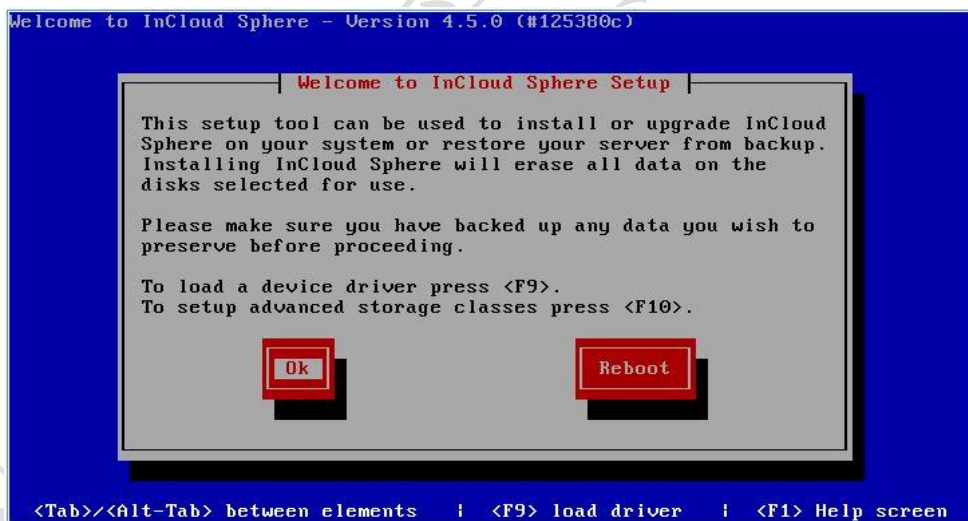 Welcome to InCloud Sphere - Version 4.5.0 (#125380c)
Welcome to InCloud Sphere Setup
This setup tool can be used to install or upgrade InCloud
Sphere on your system or restore your server from backup.
Installing InCloud Sphere will erase all data on the
disks selected for use.
Please make sure you have backed up any data you wish to
preserve before proceeding.
To load a device driver press <F9>.
To setup advanced storage classes press <F10>.
Ok Reboot
<Tab>/<Alt-Tab> between elements | <F9> load driver | <F1> Help screen